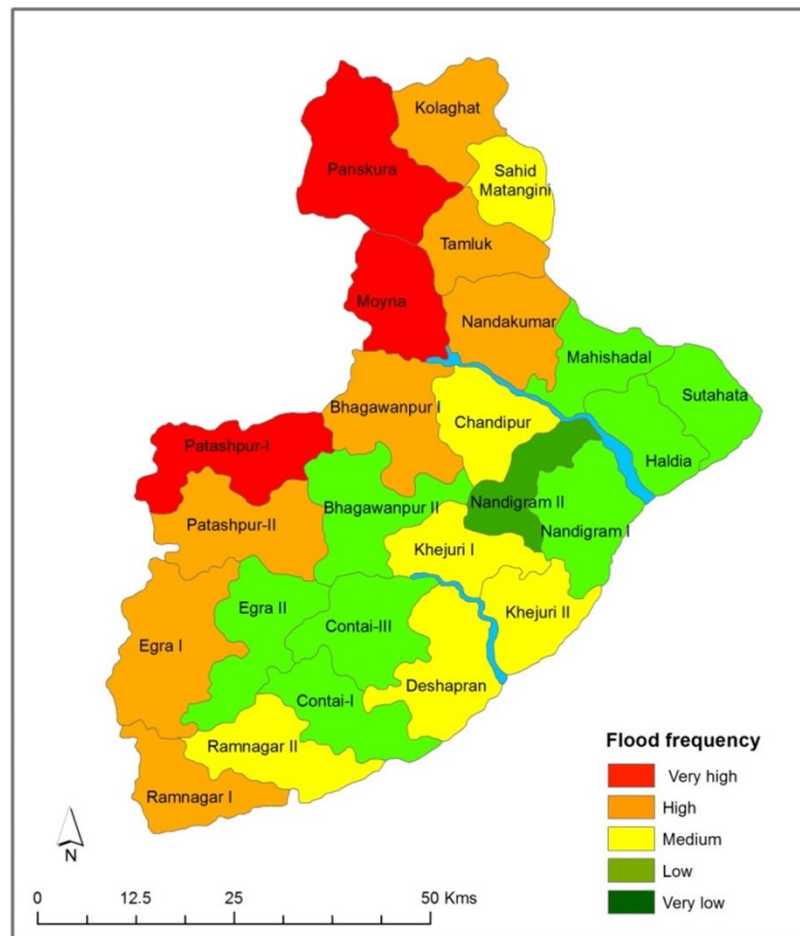 Kolaghat
Panskura
Sahid
Matangini
Tamluk
Moyna
Nandakumar
Mahishadal
Sutahata
Bhagawanpur I
Chandipur
Patashpur-I
Haldia
Nandigram II
Bhagawanpur II
Patashpur-II
Nandigram I
Khejuri I
Egra II
Khejuri II
Contai-III
Egra I
Deshapran
Contai-I
Ramnagar II
Ramnagar I
Flood frequency
Very high
High
Medium
Low
Very low
N
0 12.5 25 50 Kms